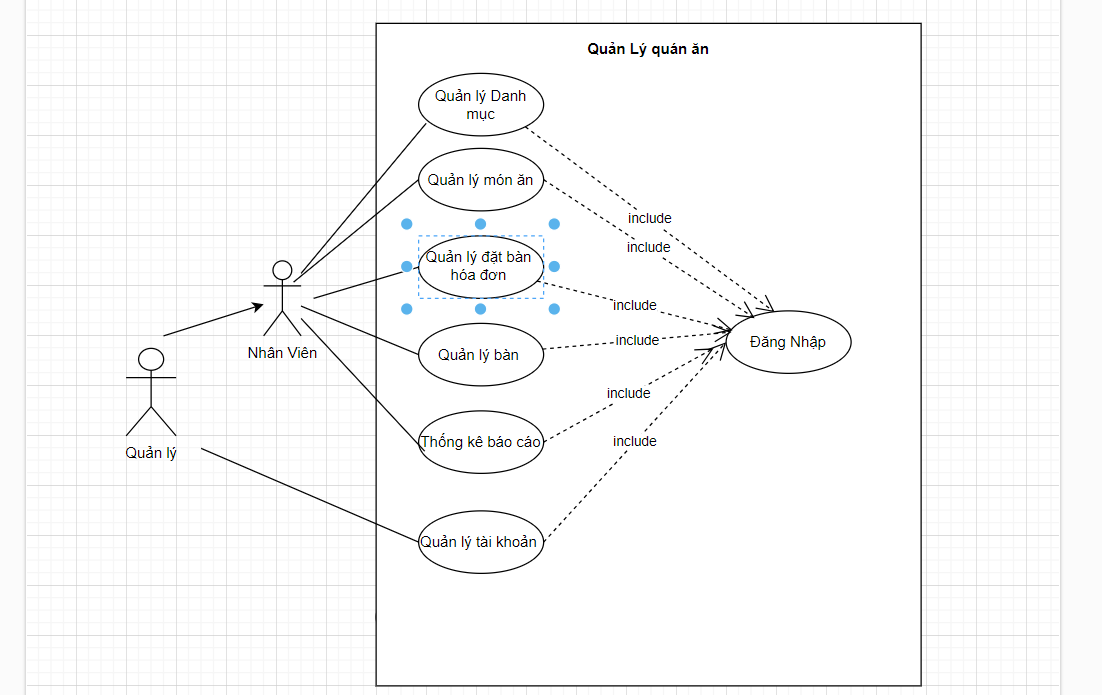 Quản Lý quán ăn
Quản lý Danh
mục
Quản lý món ăn
include
include
Quản lý đặt bàn
hóa đơn
include
Đăng Nhập
include
Nhân Viên
Quản lý bàn
include
Quản lý
Thống kê báo cáo
include
Quản lý tài khoản